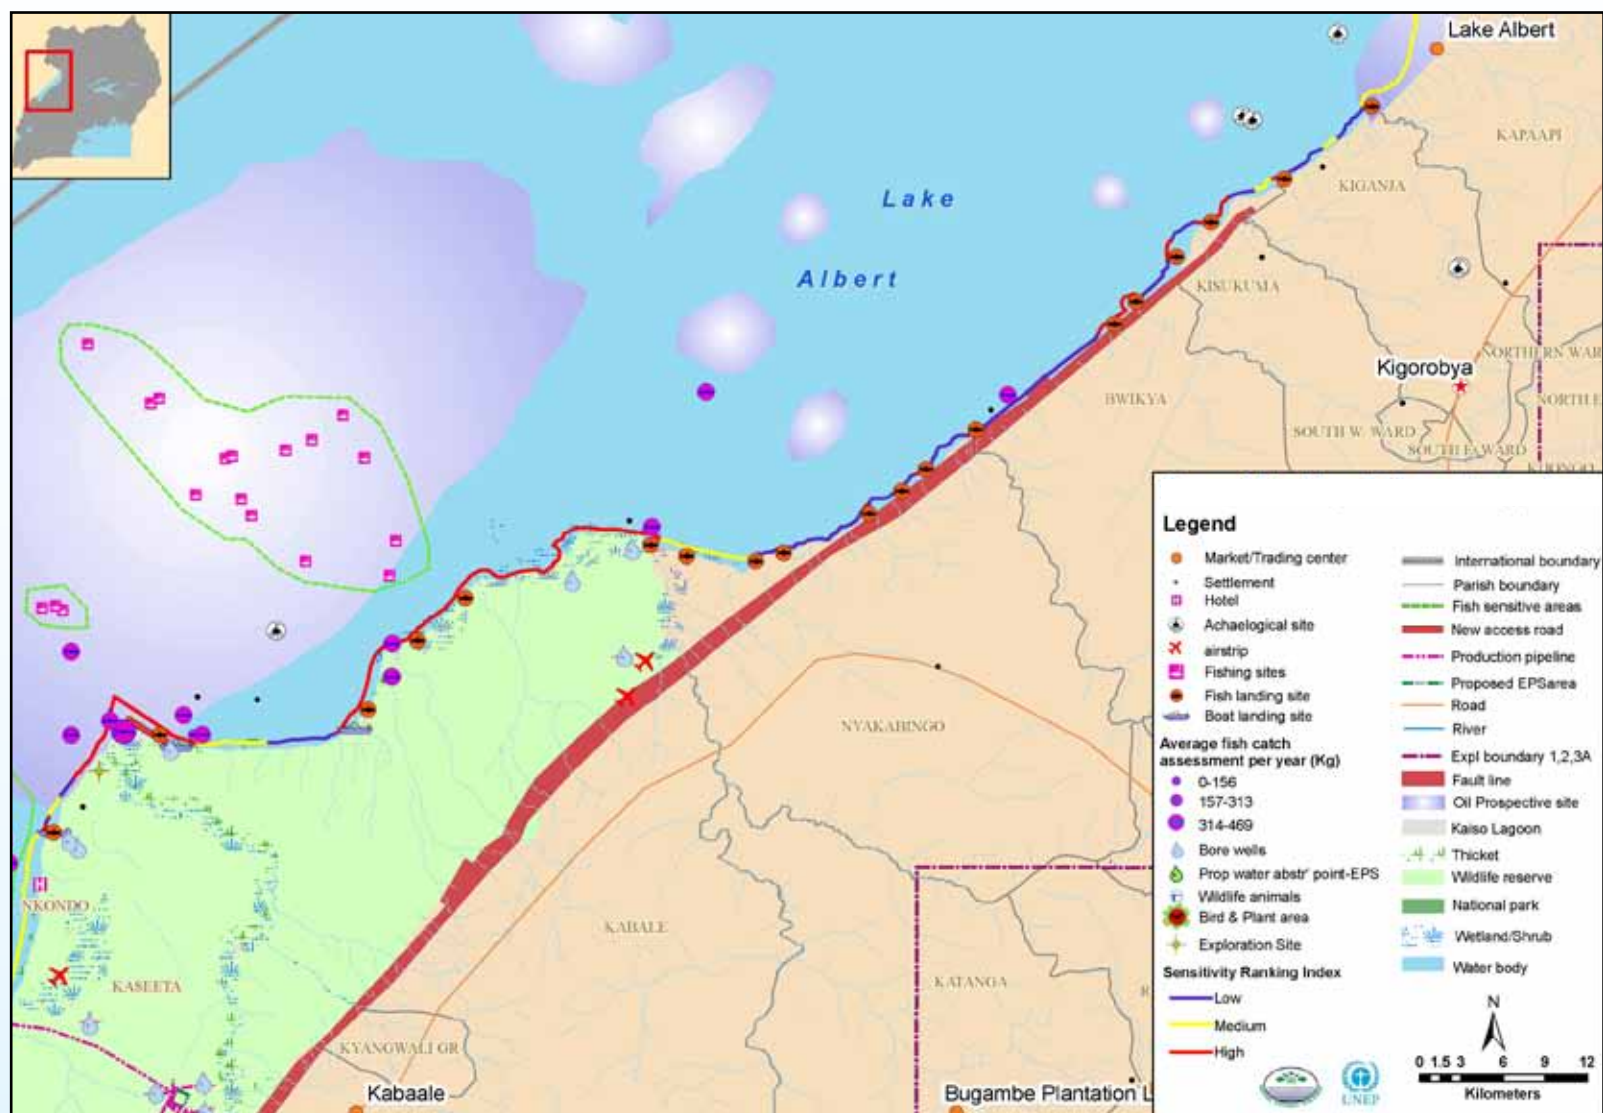 Lake Albert
KAPAAPI
KIGANJA
Lake
Albert
KISUKUMA
NORTHERN WAR
Kigorobya
BWIKYA
NORTH E
SOUTH W. WARD
SOUTH E. WARD
NYAKABINGO
NKONDO
KABALE
KASEETA
KATANGA
KYANGWALI GR
Kabaale
Bugambe Plantation L
Legend
Market/Trading center
Settlement
Hotel
Achaelogical site
airstrip
Fishing sites
Fish landing site
Boat landing site
Average fish catch
assessment per year (Kg)
0-156
157-313
314-469
Bore wells
Prop water abstr' point-EPS
Wildlife animals
Bird & Plant area
Exploration Site
Sensitivity Ranking Index
Low
Medium
High
International boundary
Parish boundary
Fish sensitive areas
New access road
Production pipeline
Proposed EPSarea
Road
River
Expl boundary 1,2,3A
Fault line
Oil Prospective site
Kaiso Lagoon
Thicket
Wildlife reserve
National park
Wetland/Shrub
Water body
N
0 1.5 3 6 9 12
Kilometers
UNEP